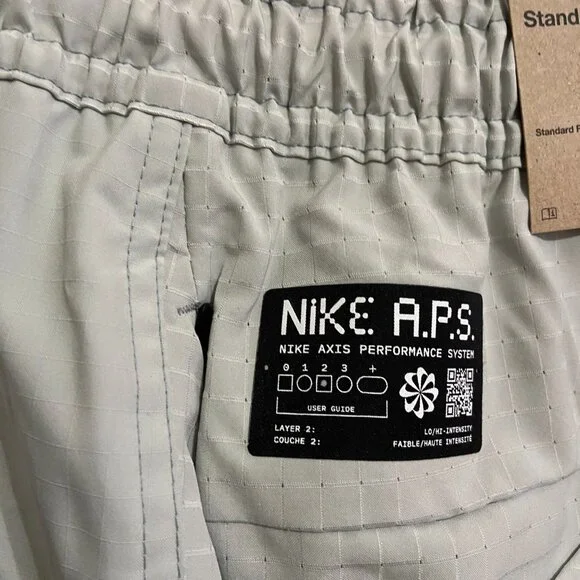 Stand
Standard F
NiKE A.P.S.
NIKE AXIS PERFORMANCE SYSTEM
0 1 2 3 +
USER GUIDE
LAYER 2: LO/HI-INTENSITY
COUCHE 2: FAIBLE/HAUTE INTENSITÉ